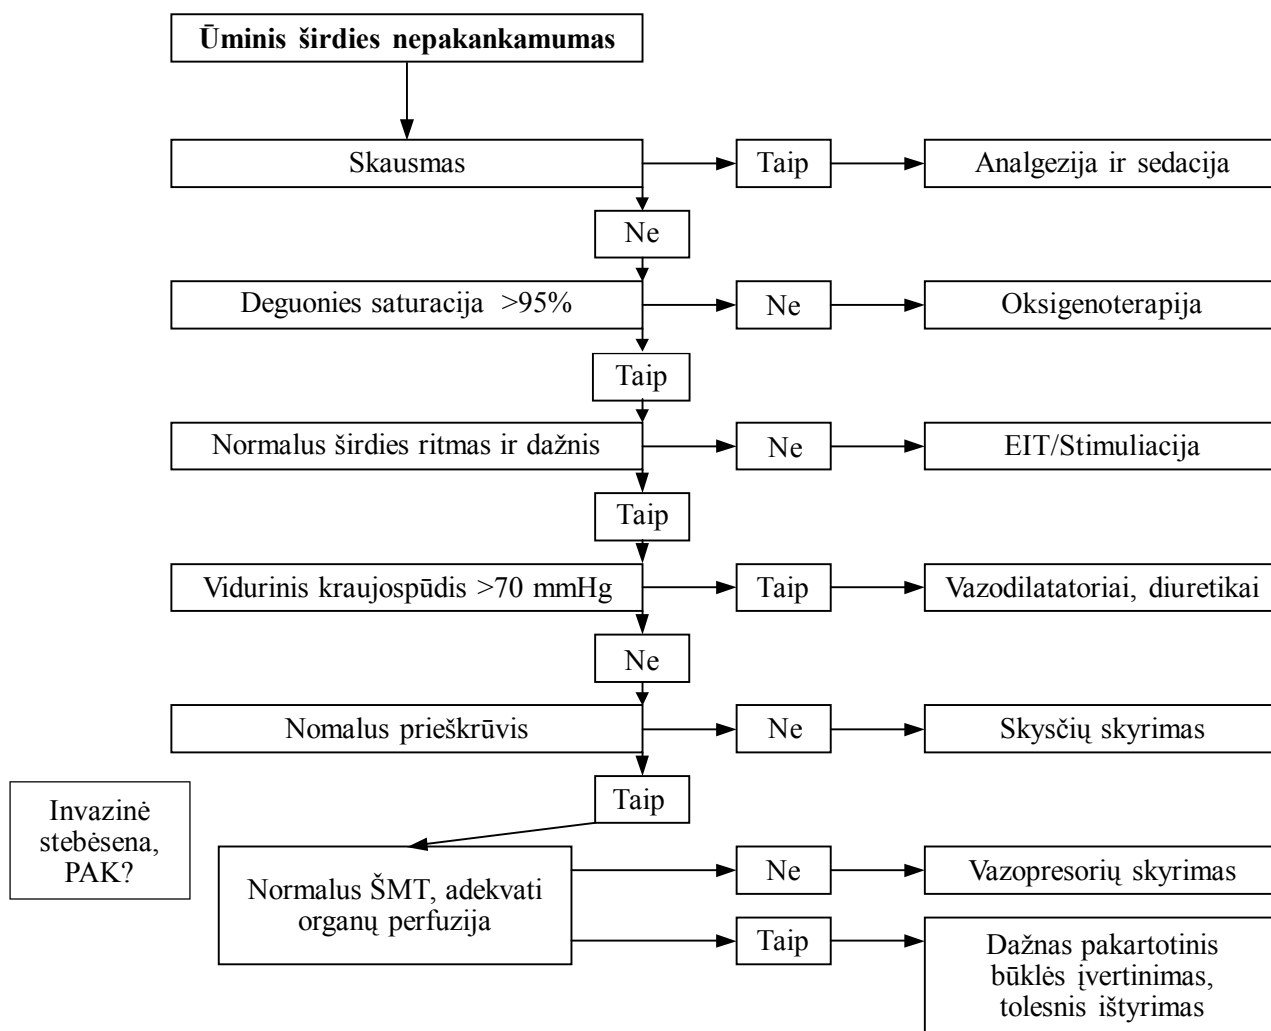 Ūminis širdies nepakankamumas
Skausmas
Taip
Analgezija ir sedacija
Ne
Deguonies saturacija >95%
Ne
Oksigenoterapija
Taip
Normalus širdies ritmas ir dažnis
Ne
EIT/Stimuliacija
Taip
Vidurinis kraujospūdis >70 mmHg
Taip
Vazodilatatoriai, diuretikai
Ne
Nomalus prieškrūvis
Ne
Skysčių skyrimas
Taip
Invazinė
stebėsena,
PAK?
Normalus ŠMT, adekvati
organų perfuzija
Ne
Vazopresorių skyrimas
Taip
Dažnas pakartotinis
būklės įvertinimas,
tolesnis ištyrimas